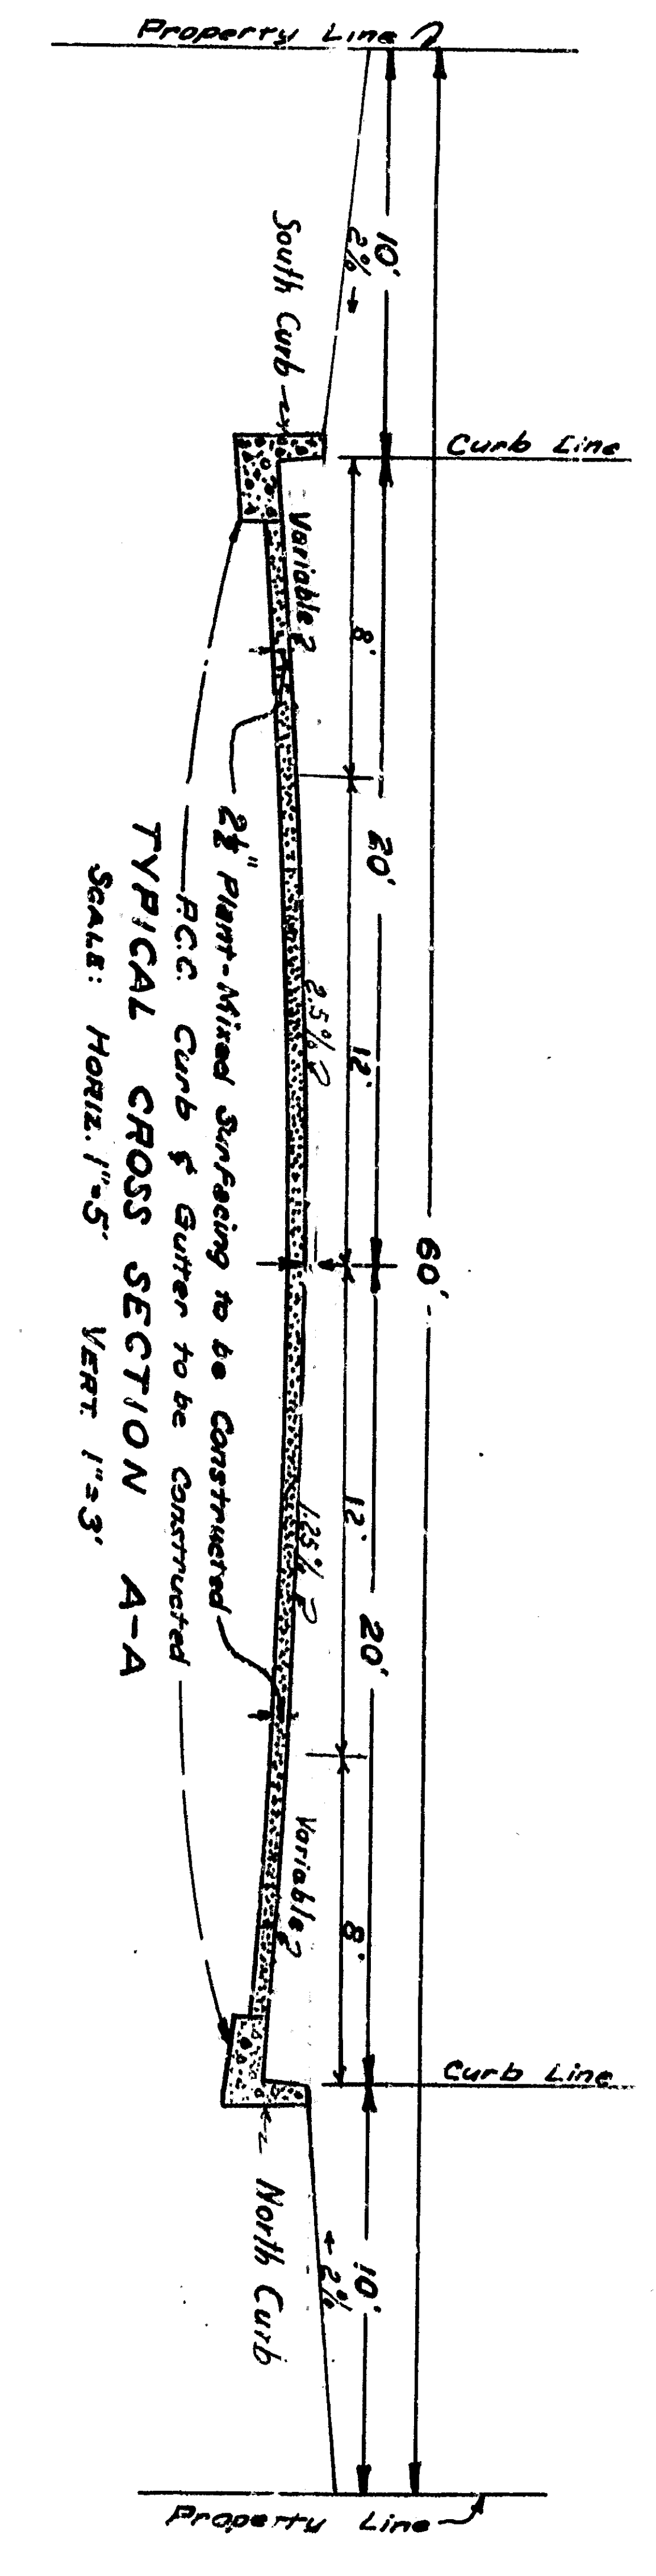 Property Line
60'
10'
20'
20'
10'
8'
12'
12'
8'
2%
2%
Curb Line
Curb Line
South Curb
Variable
2.5%
1.25%
Variable
North Curb
2½" Plant-Mixed Surfacing to be Constructed
P.C.C. Curb & Gutter to be Constructed
TYPICAL CROSS SECTION A-A
SCALE: HORIZ. 1"=5' VERT. 1"=3'
Property Line